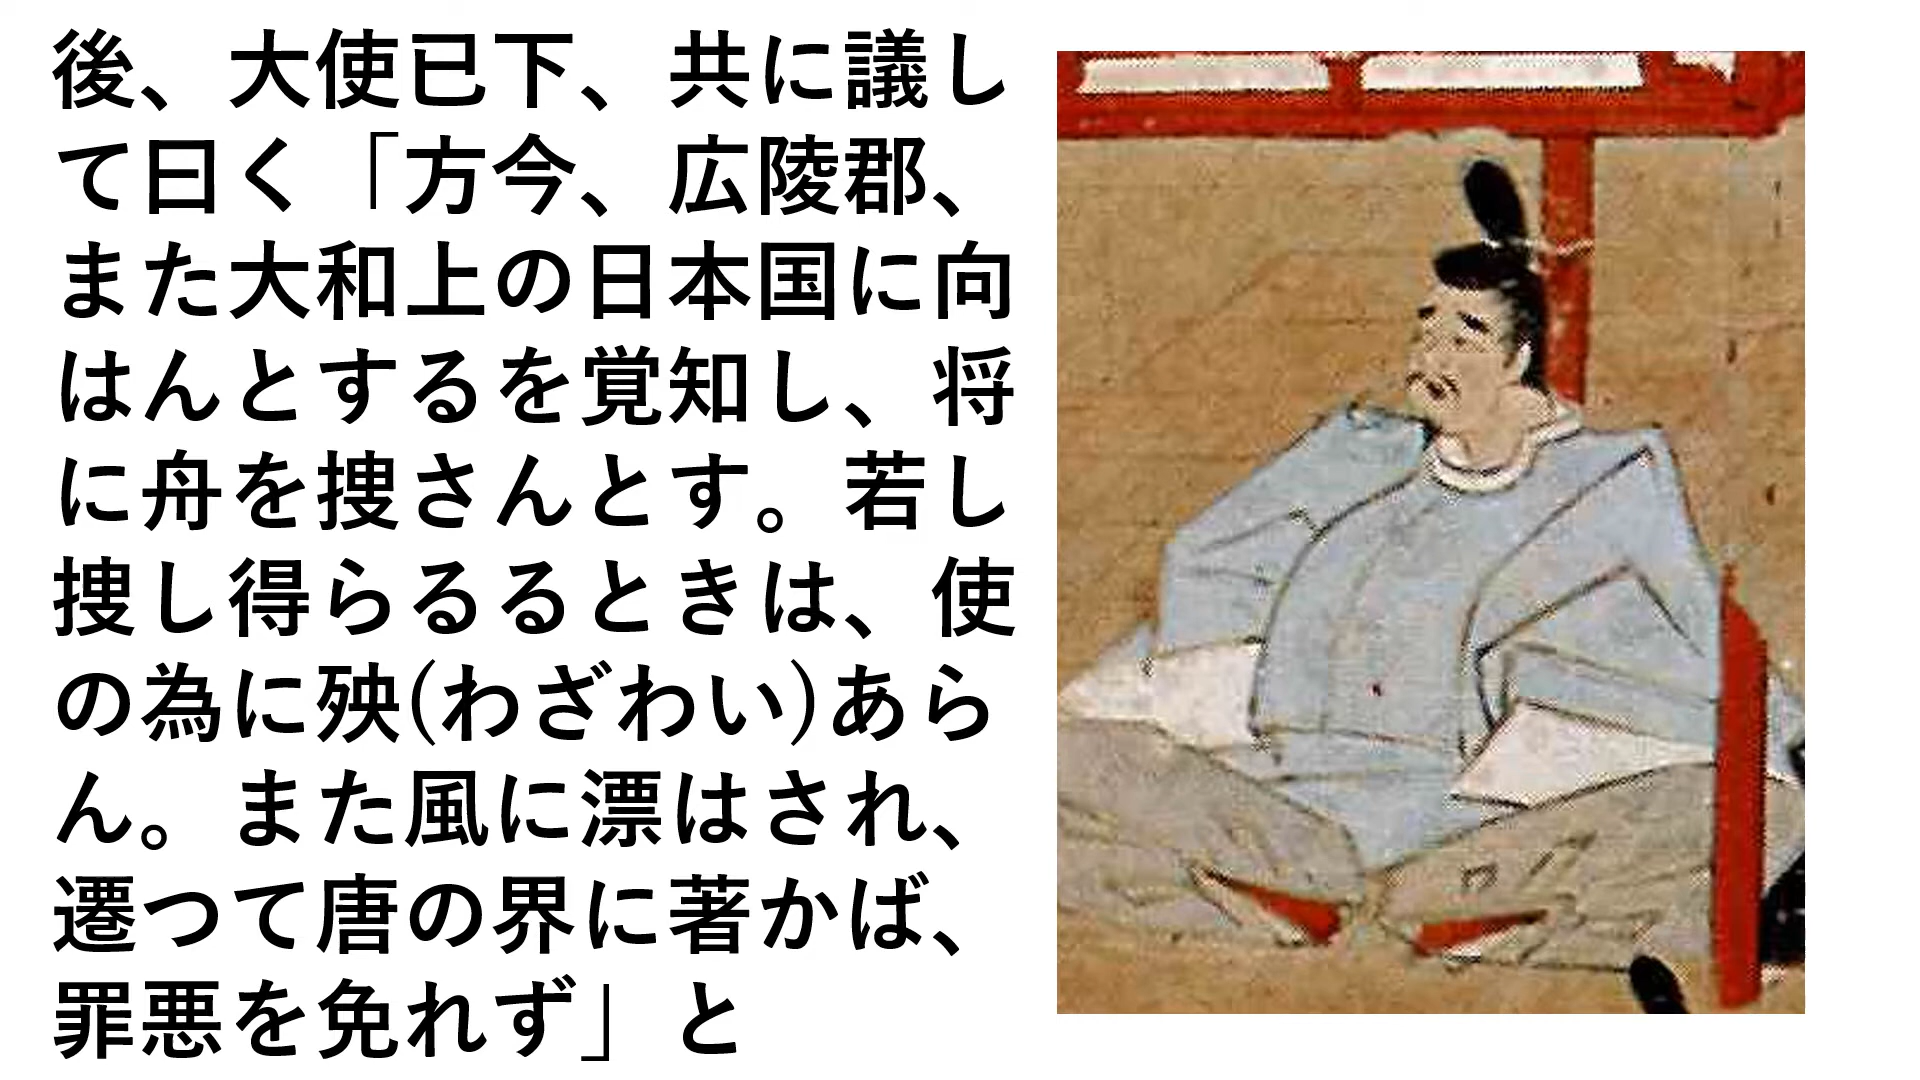 後、大使已下、共に議し
て曰く「方今、広陵郡、
また大和上の日本国に向
はんとするを覚知し、将
に舟を捜さんとす。若し
捜し得らるるときは、使
の為に殃(わざわい)あら
ん。また風に漂はされ、
遷つて唐の界に著かば、
罪悪を免れず」と